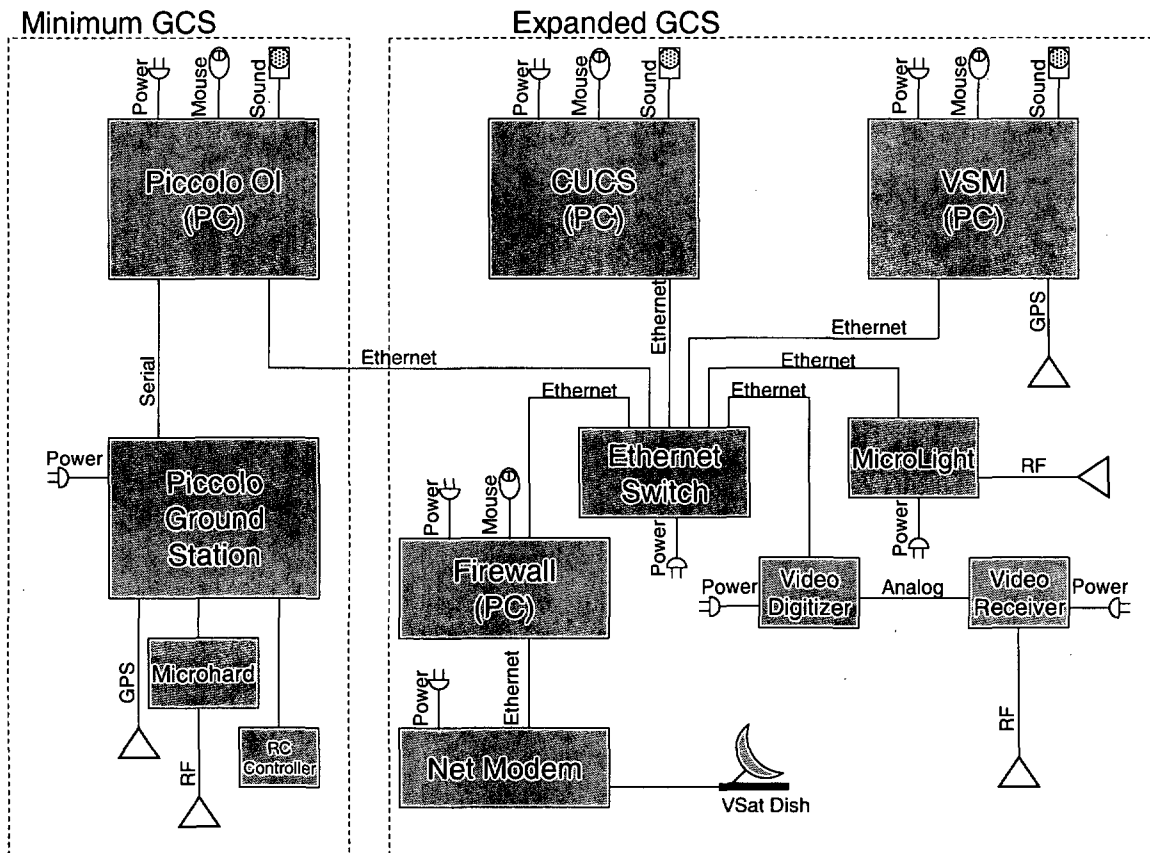 Minimum GCS
Expanded GCS
Power
Mouse
Sound
Power
Mouse
Sound
Power
Mouse
Sound
Piccolo OI
(PC)
CUCS
(PC)
VSM
(PC)
Serial
Ethernet
Ethernet
Ethernet
GPS
Ethernet
Ethernet
Ethernet
Power
Piccolo
Ground
Station
Ethernet
Switch
MicroLight
RF
Power
Mouse
Power
Power
Firewall
(PC)
Power
Video
Digitizer
Analog
Video
Receiver
Power
GPS
Microhard
RF
RC
Controller
Power
Ethernet
Net Modem
VSat Dish
RF